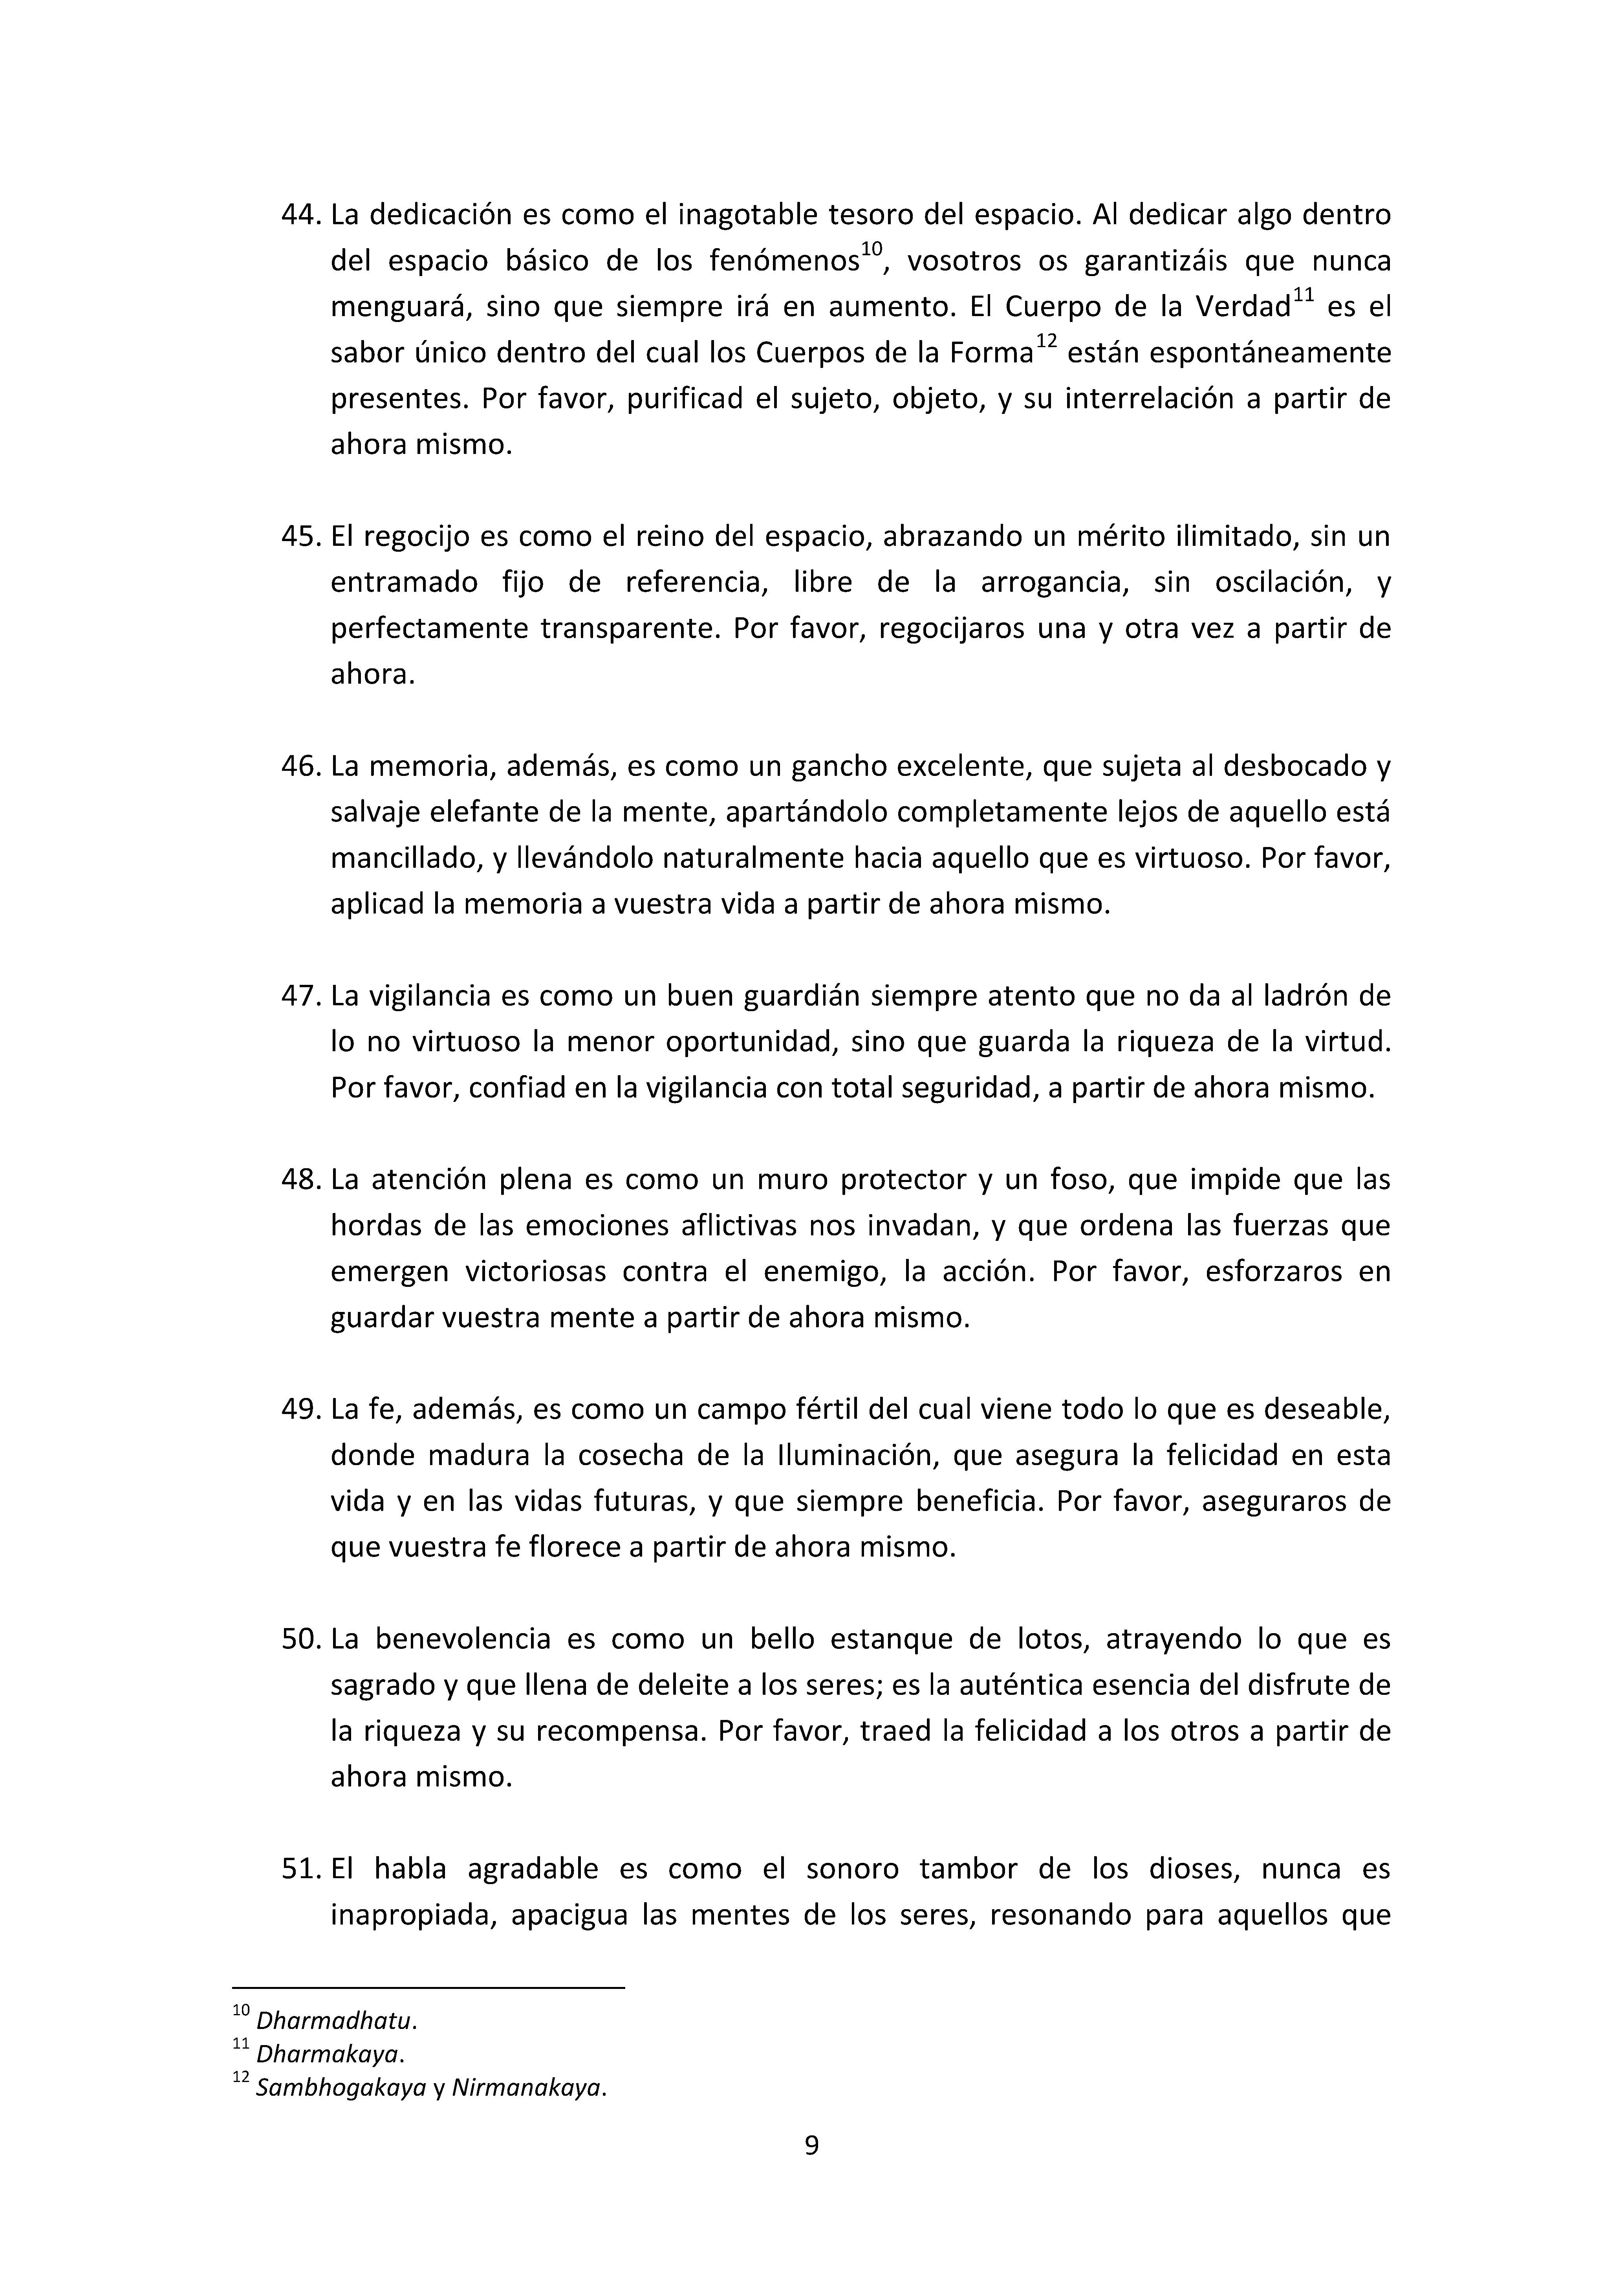 44. La dedicación es como el inagotable tesoro del espacio. Al dedicar algo dentro
del espacio básico de los fenómenos10, vosotros os garantizáis que nunca
menguará, sino que siempre irá en aumento. El Cuerpo de la Verdad11 es el
sabor único dentro del cual los Cuerpos de la Forma12 están espontáneamente
presentes. Por favor, purificad el sujeto, objeto, y su interrelación a partir de
ahora mismo.
45. El regocijo es como el reino del espacio, abrazando un mérito ilimitado, sin un
entramado fijo de referencia, libre de la arrogancia, sin oscilación, y
perfectamente transparente. Por favor, regocijaros una y otra vez a partir de
ahora.
46. La memoria, además, es como un gancho excelente, que sujeta al desbocado y
salvaje elefante de la mente, apartándolo completamente lejos de aquello está
mancillado, y llevándolo naturalmente hacia aquello que es virtuoso. Por favor,
aplicad la memoria a vuestra vida a partir de ahora mismo.
47. La vigilancia es como un buen guardián siempre atento que no da al ladrón de
lo no virtuoso la menor oportunidad, sino que guarda la riqueza de la virtud.
Por favor, confiad en la vigilancia con total seguridad, a partir de ahora mismo.
48. La atención plena es como un muro protector y un foso, que impide que las
hordas de las emociones aflictivas nos invadan, y que ordena las fuerzas que
emergen victoriosas contra el enemigo, la acción. Por favor, esforzaros en
guardar vuestra mente a partir de ahora mismo.
49. La fe, además, es como un campo fértil del cual viene todo lo que es deseable,
donde madura la cosecha de la Iluminación, que asegura la felicidad en esta
vida y en las vidas futuras, y que siempre beneficia. Por favor, aseguraros de
que vuestra fe florece a partir de ahora mismo.
50. La benevolencia es como un bello estanque de lotos, atrayendo lo que es
sagrado y que llena de deleite a los seres; es la auténtica esencia del disfrute de
la riqueza y su recompensa. Por favor, traed la felicidad a los otros a partir de
ahora mismo.
51. El habla agradable es como el sonoro tambor de los dioses, nunca es
inapropiada, apacigua las mentes de los seres, resonando para aquellos que
10 Dharmadhatu.
11 Dharmakaya.
12 Sambhogakaya y Nirmanakaya.
9